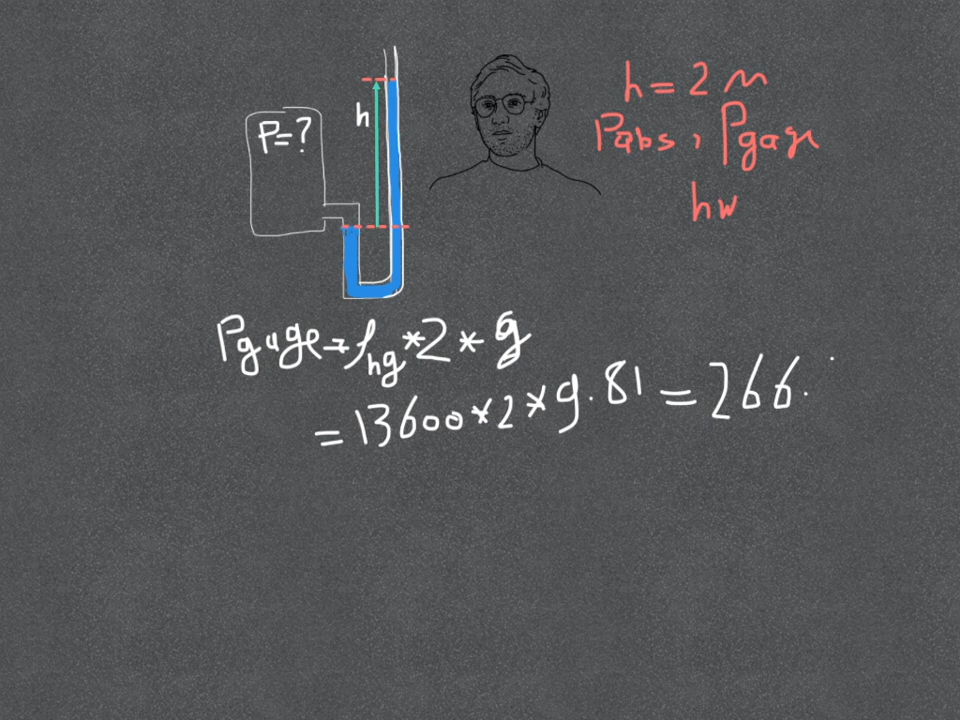 h = 2 m
Pabs, Pgage
hw
P=?
h
Pgage = ρhg * 2 * g
= 13600 * 2 * 9.81 = 266.